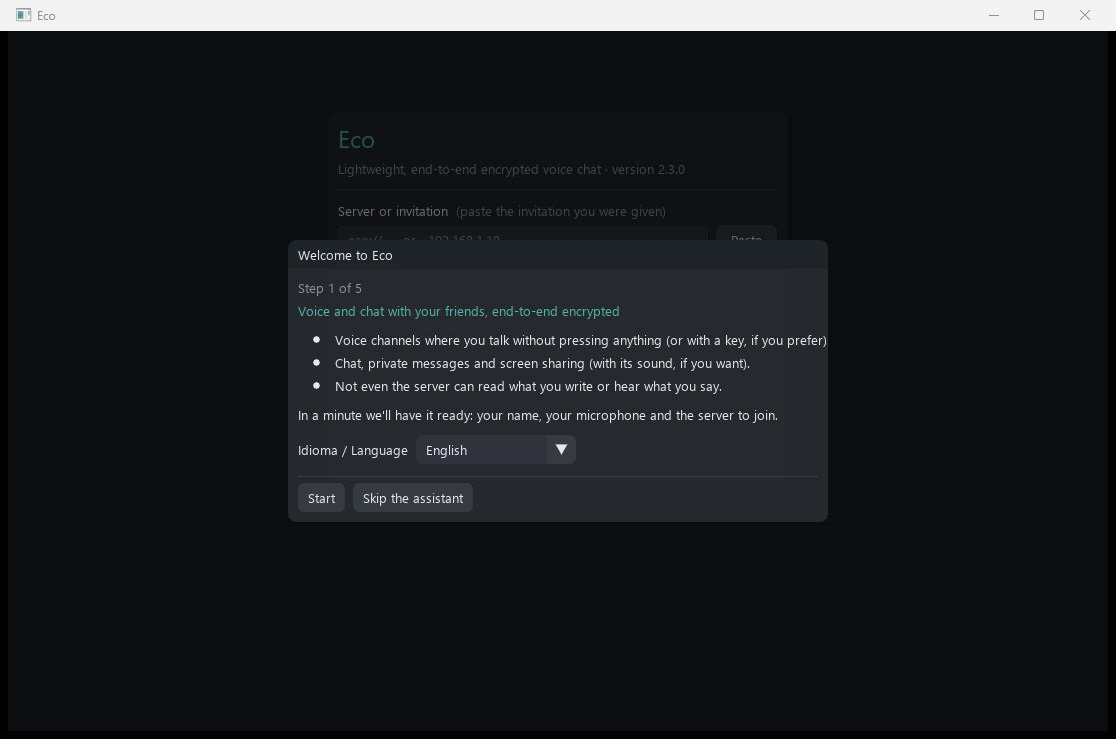 Eco
Eco
Lightweight, end-to-end encrypted voice chat · version 2.3.0
Server or invitation (paste the invitation you were given)
Paste
Welcome to Eco
Step 1 of 5
Voice and chat with your friends, end-to-end encrypted
Voice channels where you talk without pressing anything (or with a key, if you prefer)
Chat, private messages and screen sharing (with its sound, if you want).
Not even the server can read what you write or hear what you say.
In a minute we'll have it ready: your name, your microphone and the server to join.
Idioma / Language English
Start Skip the assistant